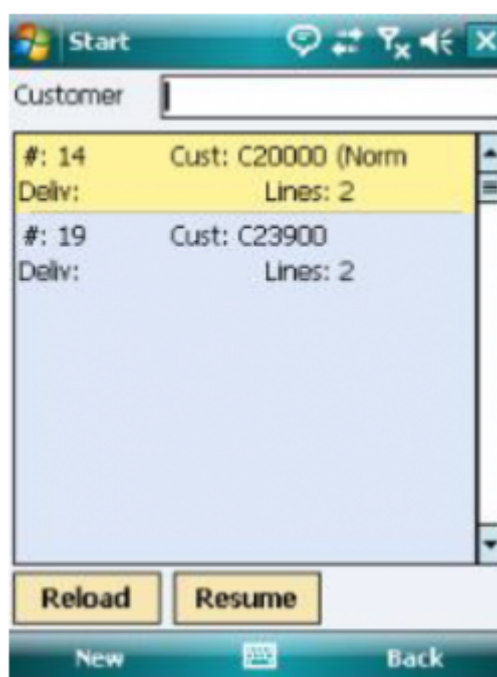 Start
Customer
#: 14 Cust: C20000 (Norm
Deliv: Lines: 2
#: 19 Cust: C23900
Deliv: Lines: 2
Reload Resume
New Back